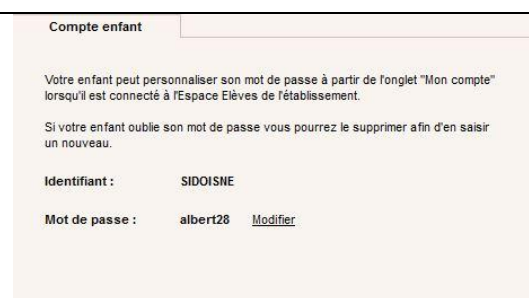 Compte enfant
Votre enfant peut personnaliser son mot de passe à partir de l'onglet "Mon compte"
lorsqu'il est connecté à l'Espace Elèves de l'établissement.
Si votre enfant oublie son mot de passe vous pourrez le supprimer afin d'en saisir
un nouveau.
Identifiant : SIDOISNE
Mot de passe : albert28 Modifier